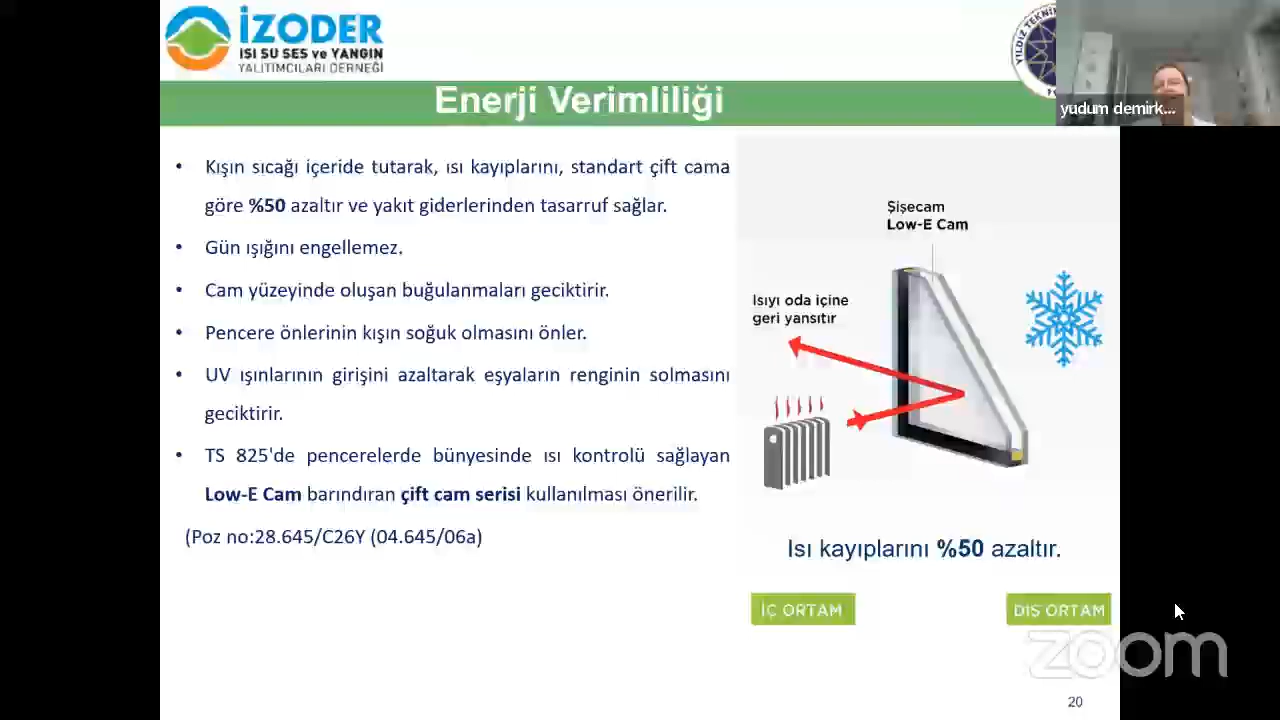 İZODER
ISI SU SES ve YANGIN
YALITIMCILARI DERNEĞİ
YILDIZ TEKNİK
yudum demirk...
Enerji Verimliliği
• Kışın sıcağı içeride tutarak, ısı kayıplarını, standart çift cama
göre %50 azaltır ve yakıt giderlerinden tasarruf sağlar.
• Gün ışığını engellemez.
• Cam yüzeyinde oluşan buğulanmaları geciktirir.
• Pencere önlerinin kışın soğuk olmasını önler.
• UV ışınlarının girişini azaltarak eşyaların renginin solmasını
geciktirir.
• TS 825'de pencerelerde bünyesinde ısı kontrolü sağlayan
Low-E Cam barındıran çift cam serisi kullanılması önerilir.
(Poz no:28.645/C26Y (04.645/06a)
Şişecam
Low-E Cam
Isıyı oda içine
geri yansıtır
Isı kayıplarını %50 azaltır.
İÇ ORTAM
DIŞ ORTAM
zoom
20